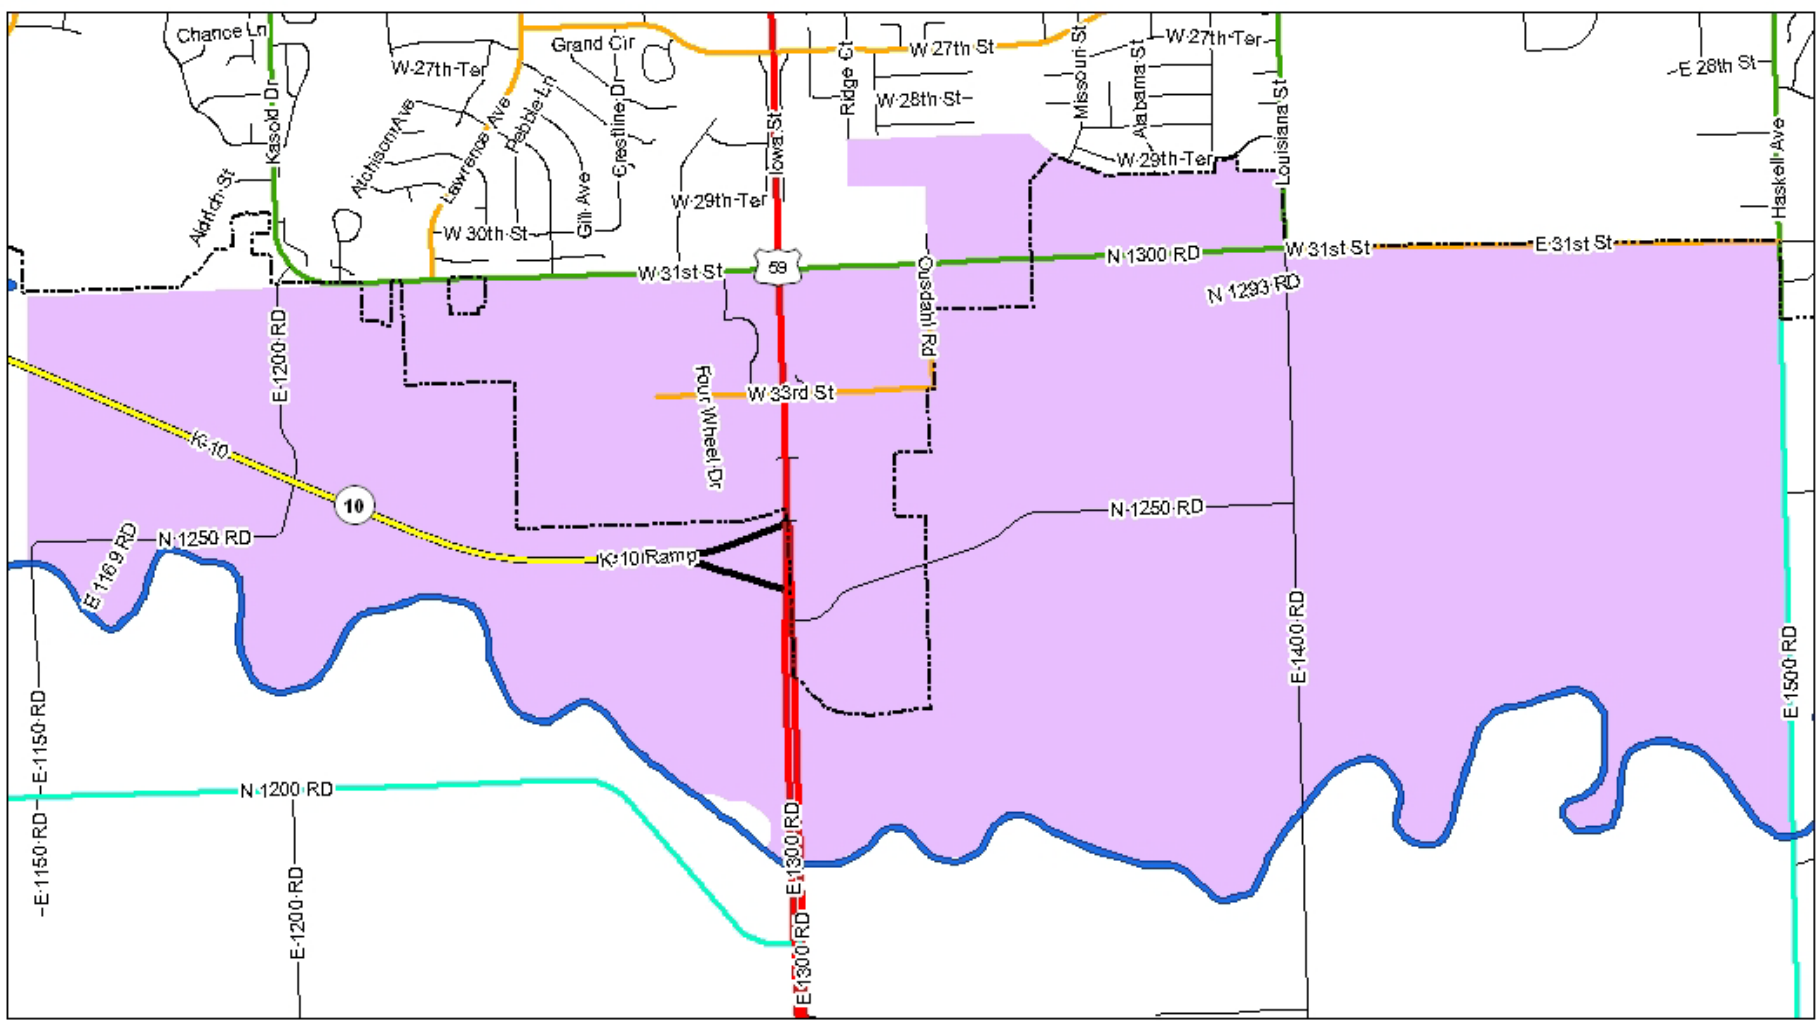 Chance Ln
W 27th Ter
Grand Cir
W 27th St
W 27th Ter
E 28th St
Kasold Dr
Atchison Ave
Lawrence Ave
Pebble Ln
Crestline Dr
Iowa St
Ridge Ct
W 28th St
Missouri St
Alabama St
Louisiana St
Haskell Ave
Aldrich St
W 30th St
Gill Ave
W 29th Ter
W 29th Ter
W 31st St
59
N 1300 RD
W 31st St
E 31st St
Ousdahl Rd
N 1293 RD
E 1200 RD
Four Wheel Dr
W 33rd St
K-10
10
N 1250 RD
N 1250 RD
E 1169 RD
K-10 Ramp
E 1400 RD
E 1500 RD
E 1150 RD
N 1200 RD
E 1150 RD
E 1200 RD
E 1300 RD
E 1300 RD